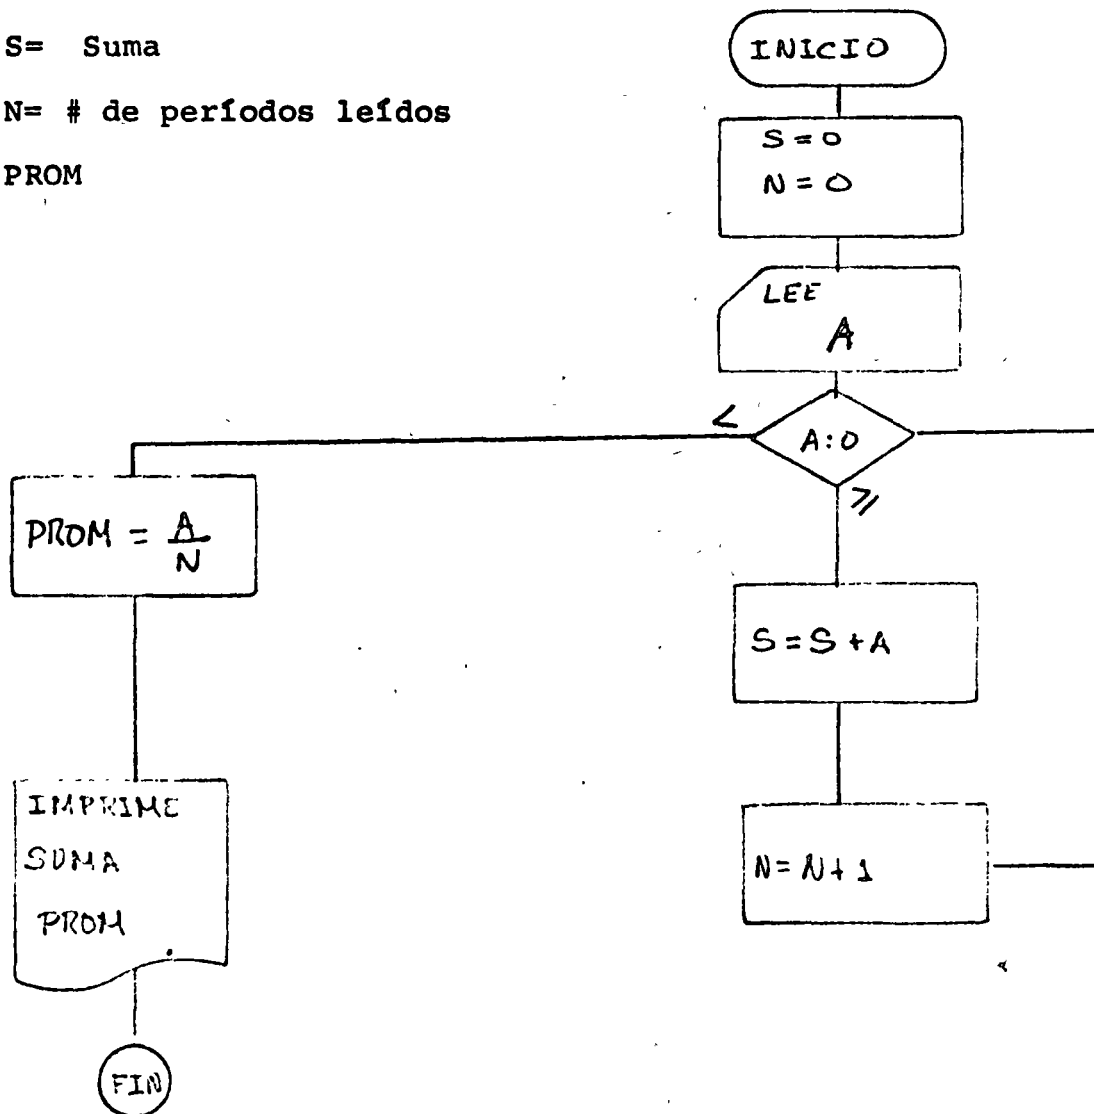 S= Suma
N= # de períodos leídos
PROM
INICIO
S = 0
N = 0
LEE
A
A:0
<
≥
PROM = A
N
S = S + A
N = N + 1
IMPRIME
SUMA
PROM
FIN